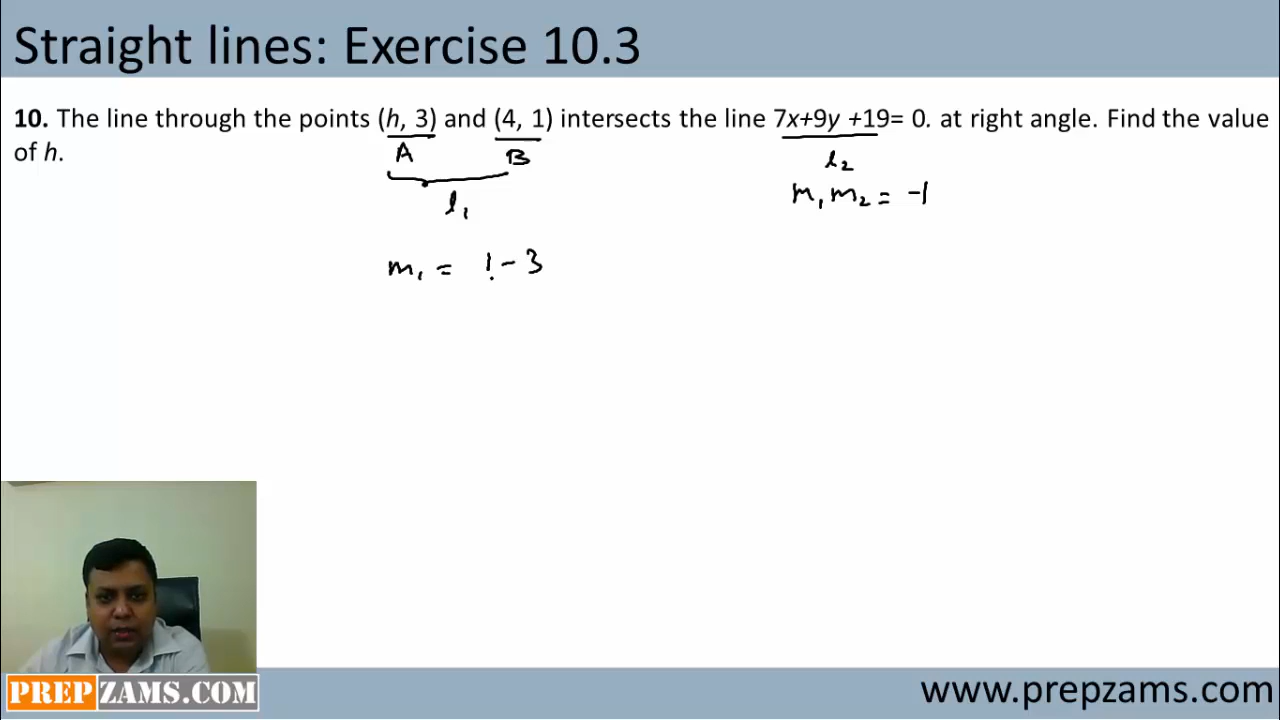 Straight lines: Exercise 10.3
10. The line through the points (h, 3) and (4, 1) intersects the line 7x+9y +19= 0. at right angle. Find the value
of h.
A B l₂
l₁ m₁m₂ = -1
m₁ = 1 - 3
PREPZAMS.COM
www.prepzams.com